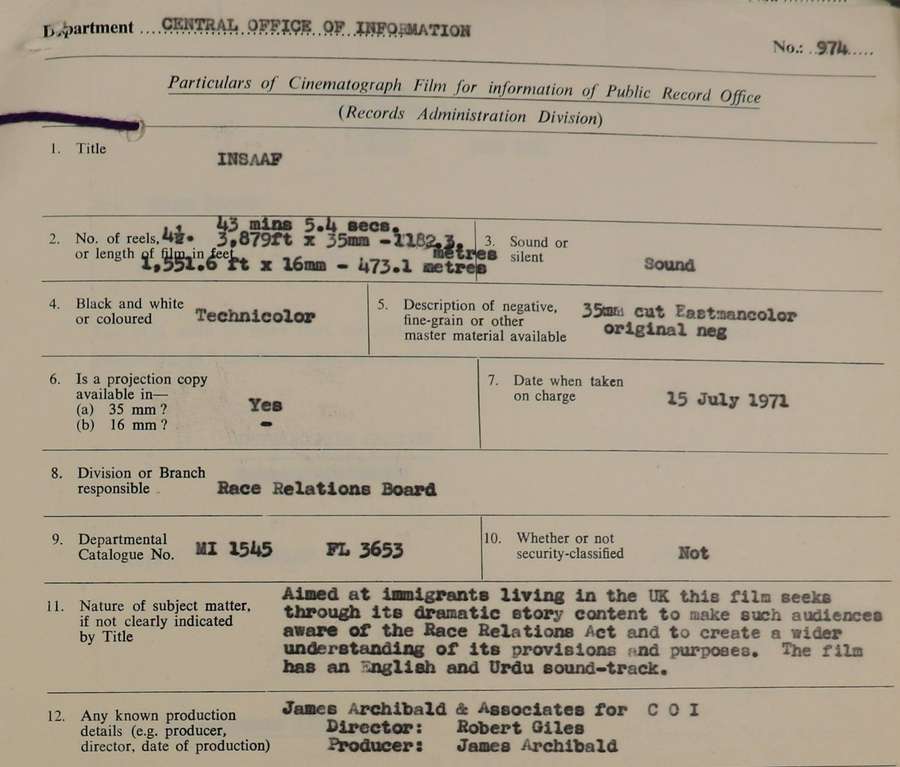 Department .... CENTRAL OFFICE OF INFORMATION
No.: ..974.....
Particulars of Cinematograph Film for information of Public Record Office
(Records Administration Division)
1. Title
INSAAF
43 mins 5.4 secs.
2. No. of reels, 4½. 3,879ft x 35mm -1182.3. metres
or length of film in feet
1,551.6 ft x 16mm - 473.1 metres
3. Sound or
silent
Sound
4. Black and white
or coloured
Technicolor
5. Description of negative,
fine-grain or other
master material available
35mm cut Eastmancolor
original neg
6. Is a projection copy
available in—
(a) 35 mm? Yes
(b) 16 mm? -
7. Date when taken
on charge
15 July 1971
8. Division or Branch
responsible
Race Relations Board
9. Departmental
Catalogue No.
MI 1545 FL 3653
10. Whether or not
security-classified
Not
11. Nature of subject matter,
if not clearly indicated
by Title
Aimed at immigrants living in the UK this film seeks
through its dramatic story content to make such audiences
aware of the Race Relations Act and to create a wider
understanding of its provisions and purposes. The film
has an English and Urdu sound-track.
12. Any known production
details (e.g. producer,
director, date of production)
James Archibald & Associates for C O I
Director: Robert Giles
Producer: James Archibald